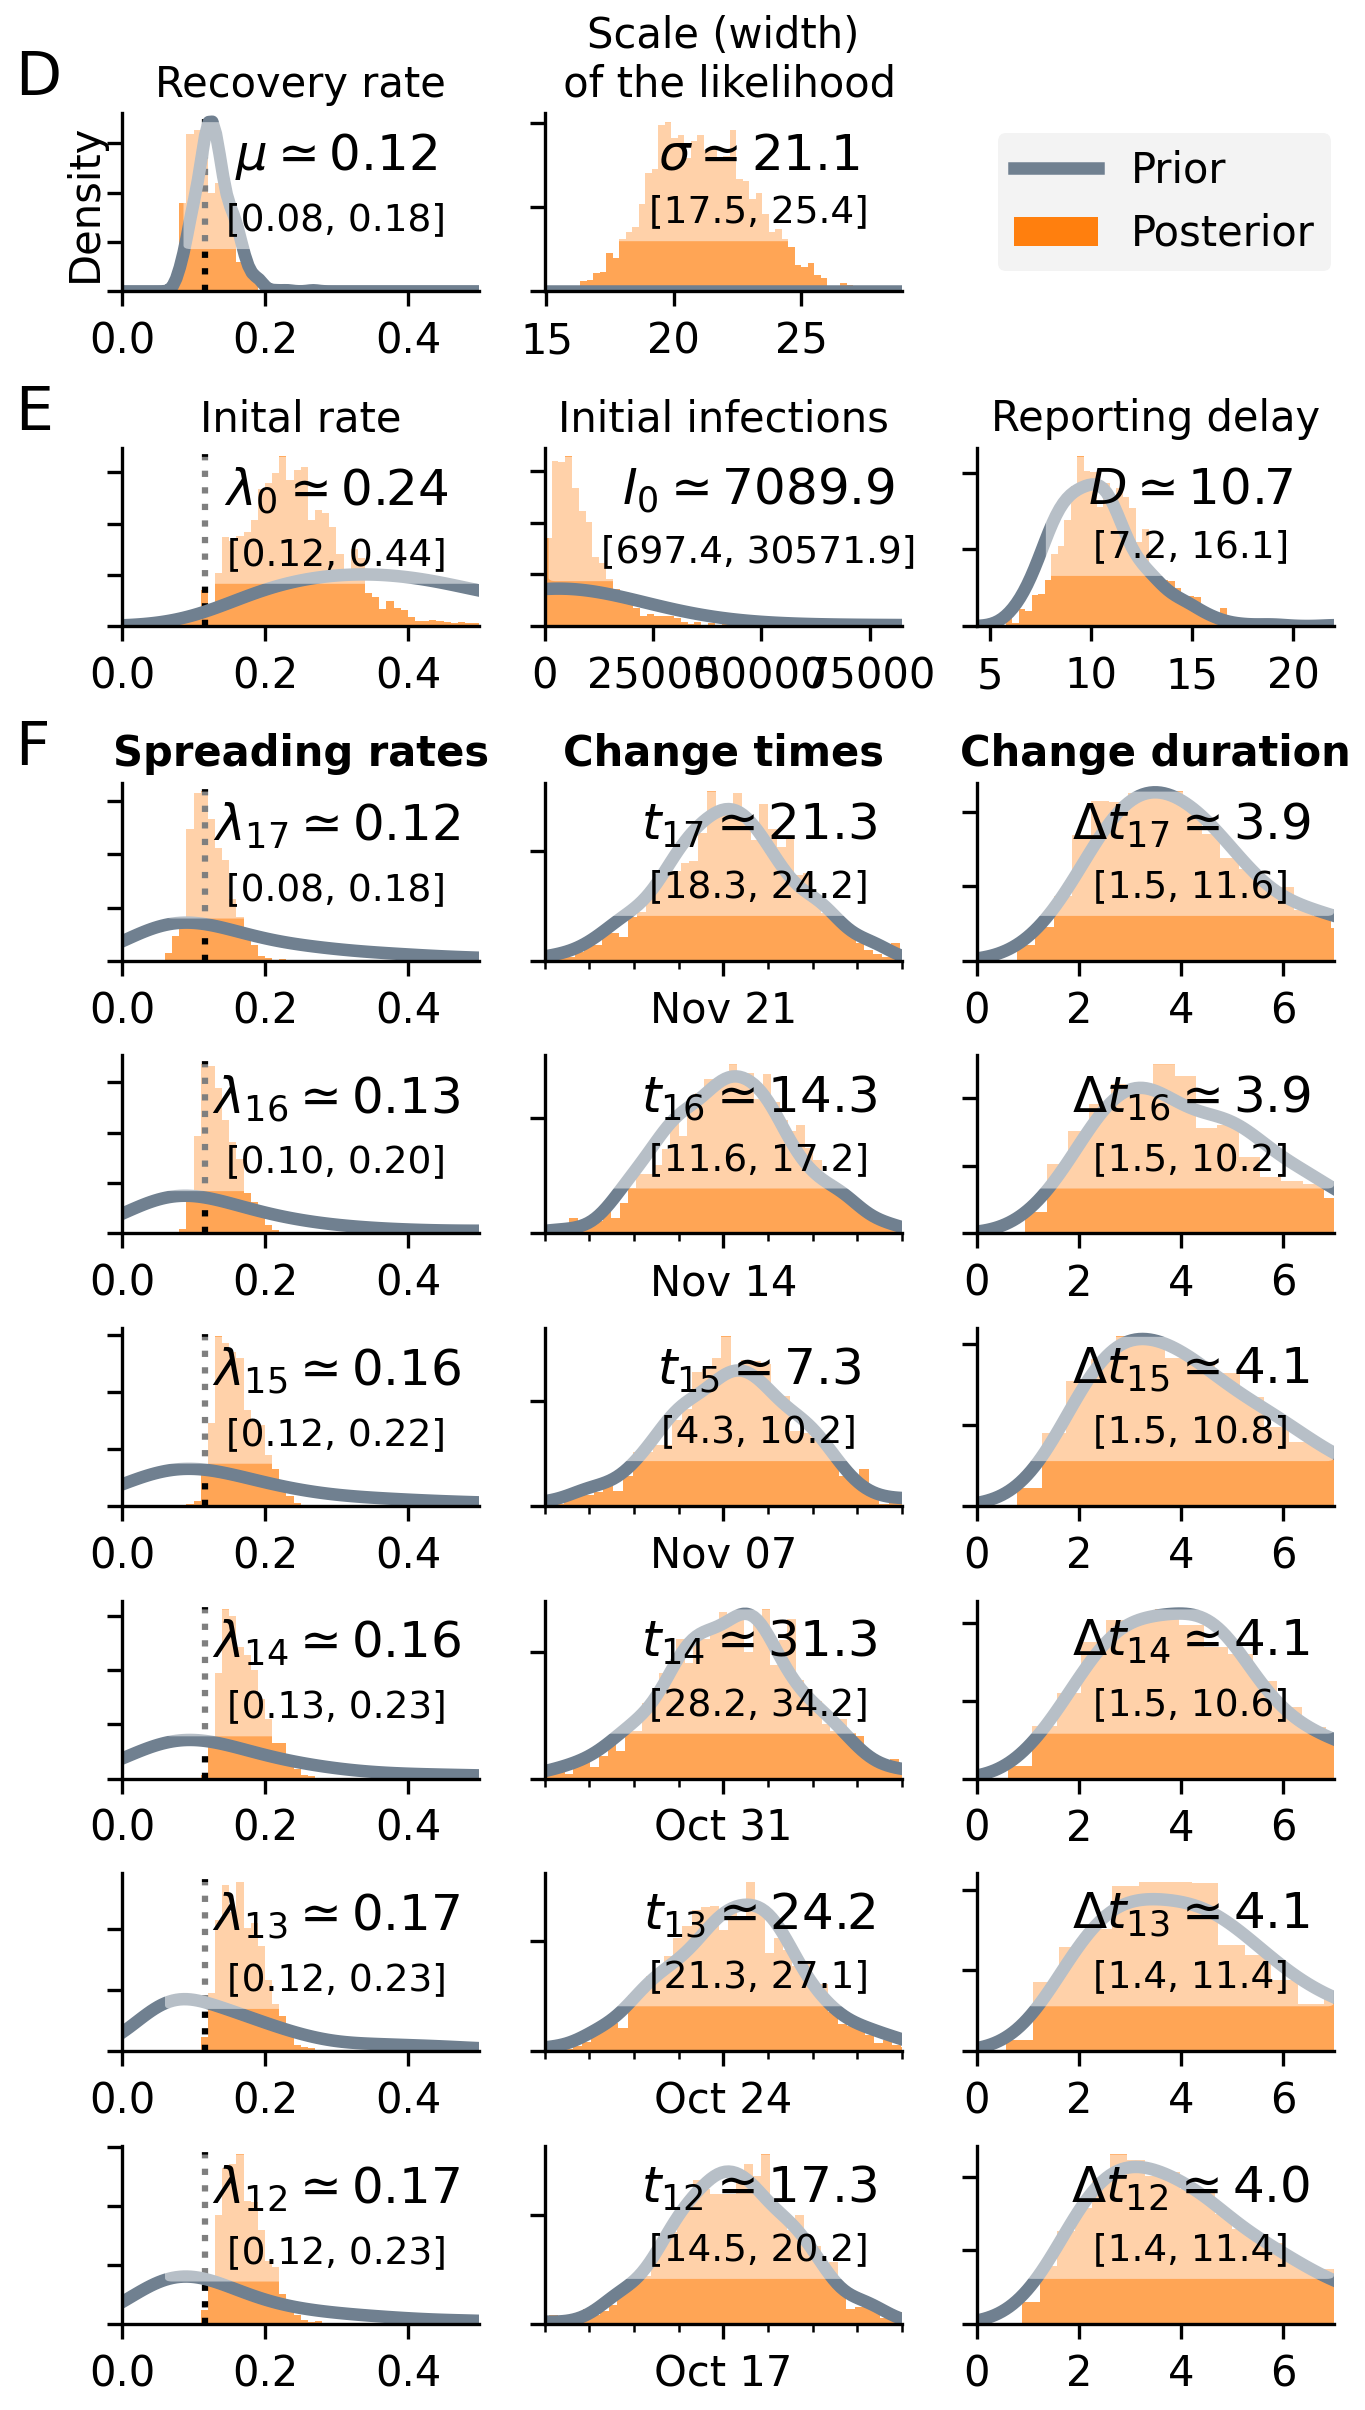 D
Recovery rate
Scale (width)
of the likelihood
Density
μ ≃ 0.12
[0.08, 0.18]
0.0 0.2 0.4
σ ≃ 21.1
[17.5, 25.4]
15 20 25
Prior
Posterior
E
Inital rate
λ0 ≃ 0.24
[0.12, 0.44]
0.0 0.2 0.4
Initial infections
I0 ≃ 7089.9
[697.4, 30571.9]
0 25000 50000 75000
Reporting delay
D ≃ 10.7
[7.2, 16.1]
5 10 15 20
F
Spreading rates
Change times
Change duration
λ17 ≃ 0.12
[0.08, 0.18]
0.0 0.2 0.4
t17 ≃ 21.3
[18.3, 24.2]
Nov 21
Δt17 ≃ 3.9
[1.5, 11.6]
0 2 4 6
λ16 ≃ 0.13
[0.10, 0.20]
0.0 0.2 0.4
t16 ≃ 14.3
[11.6, 17.2]
Nov 14
Δt16 ≃ 3.9
[1.5, 10.2]
0 2 4 6
λ15 ≃ 0.16
[0.12, 0.22]
0.0 0.2 0.4
t15 ≃ 7.3
[4.3, 10.2]
Nov 07
Δt15 ≃ 4.1
[1.5, 10.8]
0 2 4 6
λ14 ≃ 0.16
[0.13, 0.23]
0.0 0.2 0.4
t14 ≃ 31.3
[28.2, 34.2]
Oct 31
Δt14 ≃ 4.1
[1.5, 10.6]
0 2 4 6
λ13 ≃ 0.17
[0.12, 0.23]
0.0 0.2 0.4
t13 ≃ 24.2
[21.3, 27.1]
Oct 24
Δt13 ≃ 4.1
[1.4, 11.4]
0 2 4 6
λ12 ≃ 0.17
[0.12, 0.23]
0.0 0.2 0.4
t12 ≃ 17.3
[14.5, 20.2]
Oct 17
Δt12 ≃ 4.0
[1.4, 11.4]
0 2 4 6